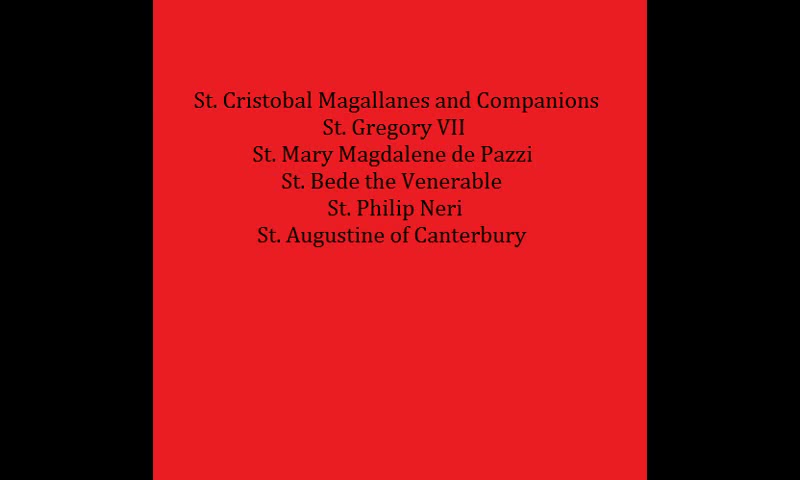 St. Cristobal Magallanes and Companions
St. Gregory VII
St. Mary Magdalene de Pazzi
St. Bede the Venerable
St. Philip Neri
St. Augustine of Canterbury